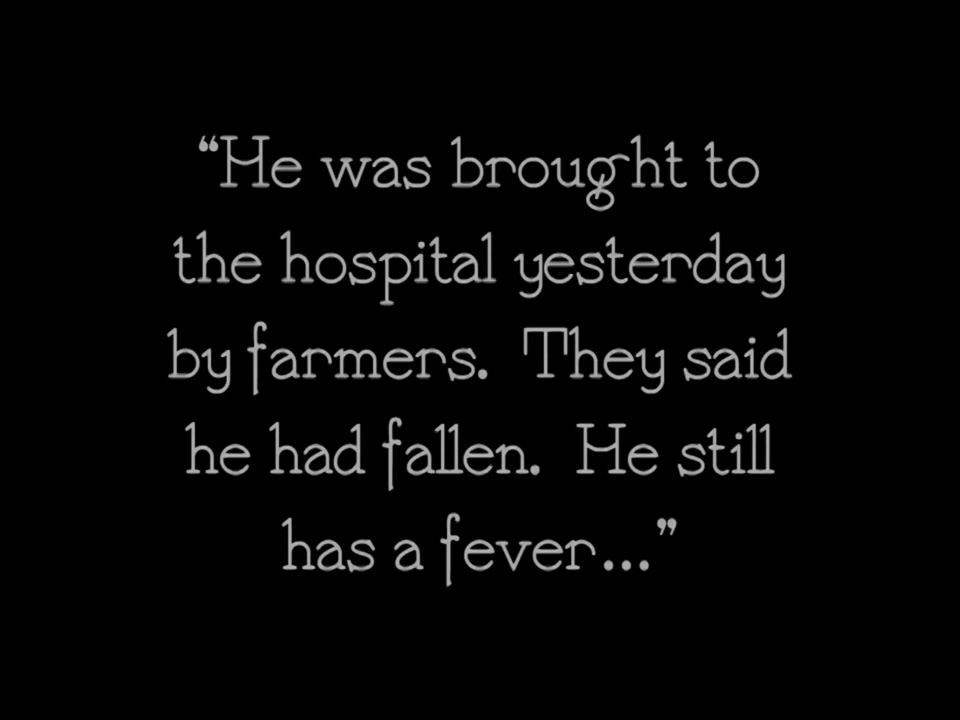 “He was brought to
the hospital yesterday
by farmers.  They said
he had fallen.  He still
has a fever...”